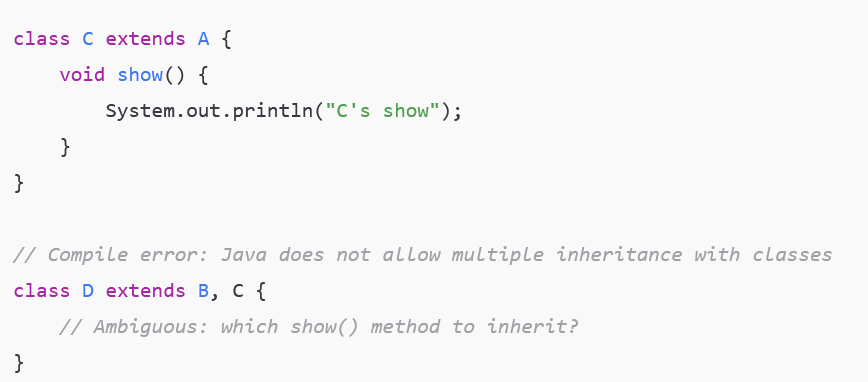 class C extends A {
    void show() {
        System.out.println("C's show");
    }
}

// Compile error: Java does not allow multiple inheritance with classes
class D extends B, C {
    // Ambiguous: which show() method to inherit?
}